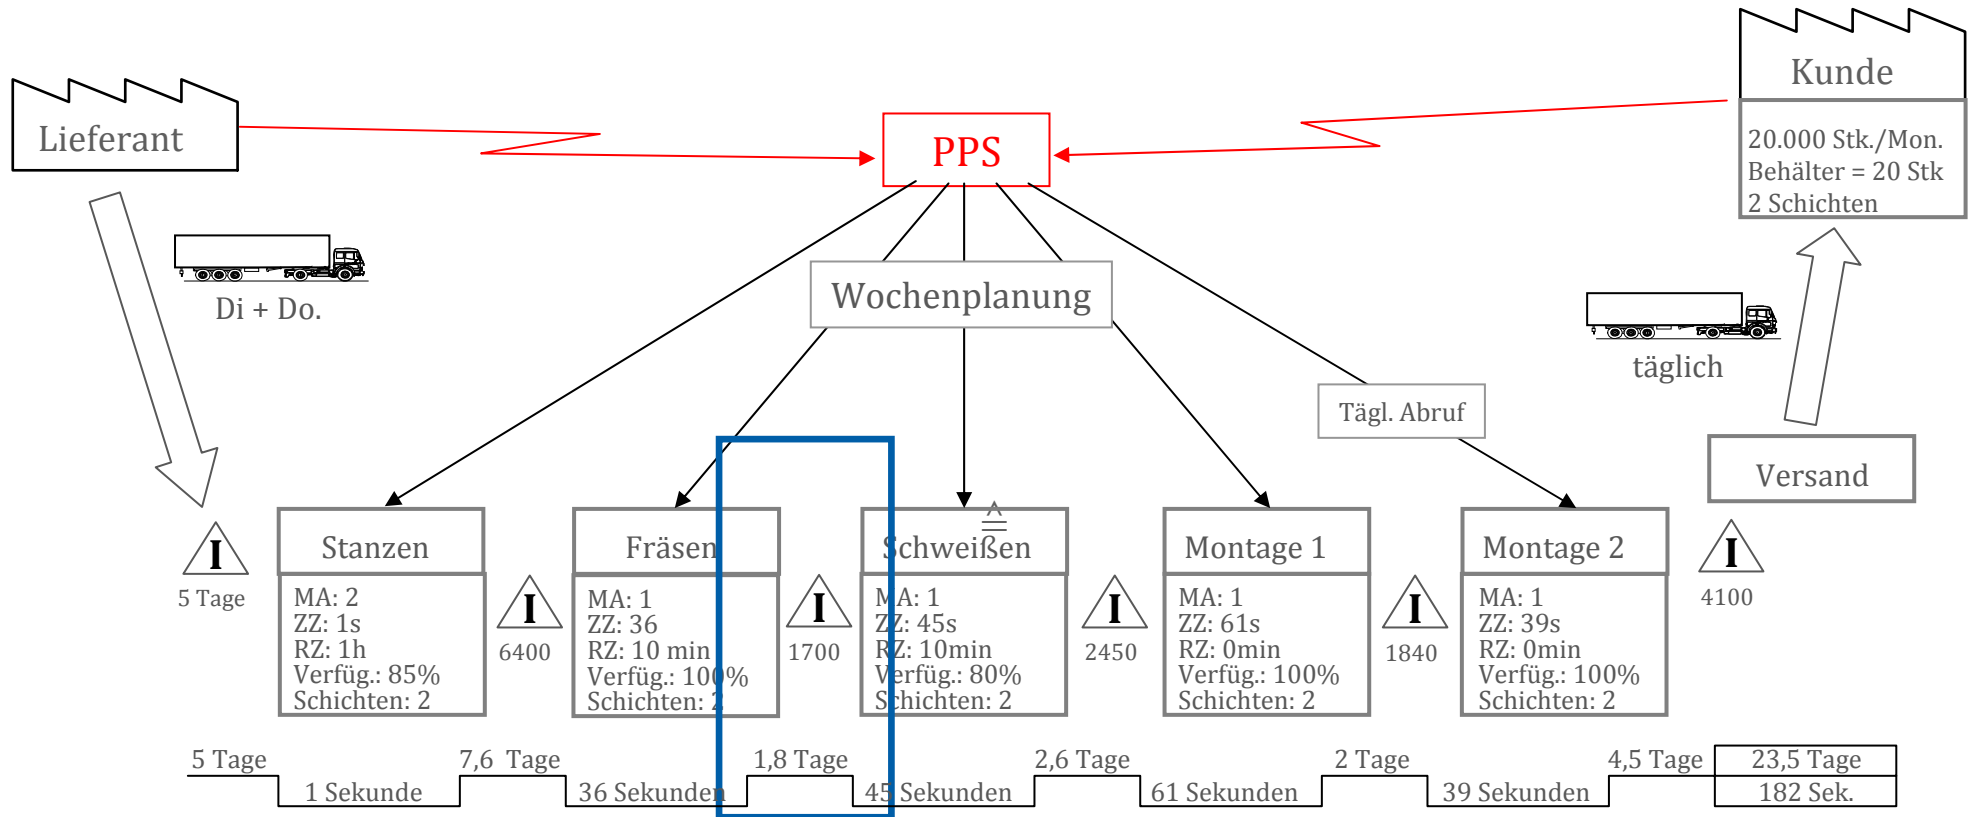 Kunde
Lieferant
PPS
20.000 Stk./Mon.
Behälter = 20 Stk
2 Schichten
Di + Do.
Wochenplanung
täglich
Tägl. Abruf
Versand
≙
I
5 Tage
Stanzen
MA: 2
ZZ: 1s
RZ: 1h
Verfüg.: 85%
Schichten: 2
I
6400
Fräsen
MA: 1
ZZ: 36
RZ: 10 min
Verfüg.: 100%
Schichten: 2
I
1700
Schweißen
MA: 1
ZZ: 45s
RZ: 10min
Verfüg.: 80%
Schichten: 2
I
2450
Montage 1
MA: 1
ZZ: 61s
RZ: 0min
Verfüg.: 100%
Schichten: 2
I
1840
Montage 2
MA: 1
ZZ: 39s
RZ: 0min
Verfüg.: 100%
Schichten: 2
I
4100
5 Tage
7,6 Tage
1,8 Tage
2,6 Tage
2 Tage
4,5 Tage
23,5 Tage
1 Sekunde
36 Sekunden
45 Sekunden
61 Sekunden
39 Sekunden
182 Sek.